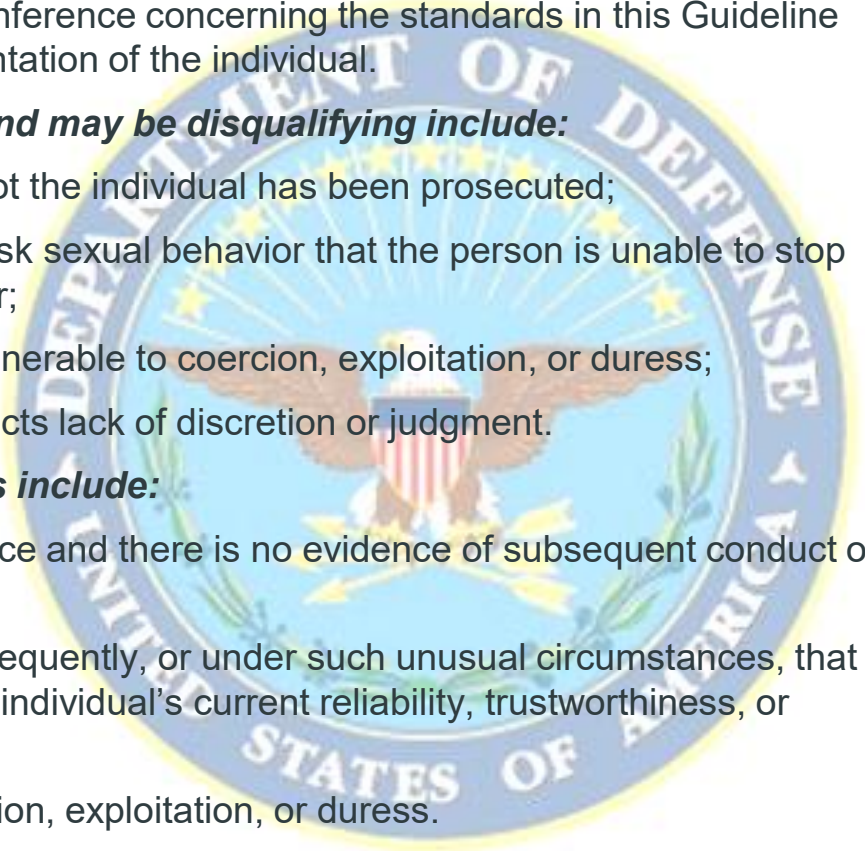 nference concerning the standards in this Guideline
ntation of the individual.
nd may be disqualifying include:
ot the individual has been prosecuted;
sk sexual behavior that the person is unable to stop
r;
nerable to coercion, exploitation, or duress;
cts lack of discretion or judgment.
s include:
ce and there is no evidence of subsequent conduct o
equently, or under such unusual circumstances, that
individual’s current reliability, trustworthiness, or
ion, exploitation, or duress.
DEPARTMENT OF DEFENSE
UNITED STATES OF AMERICA